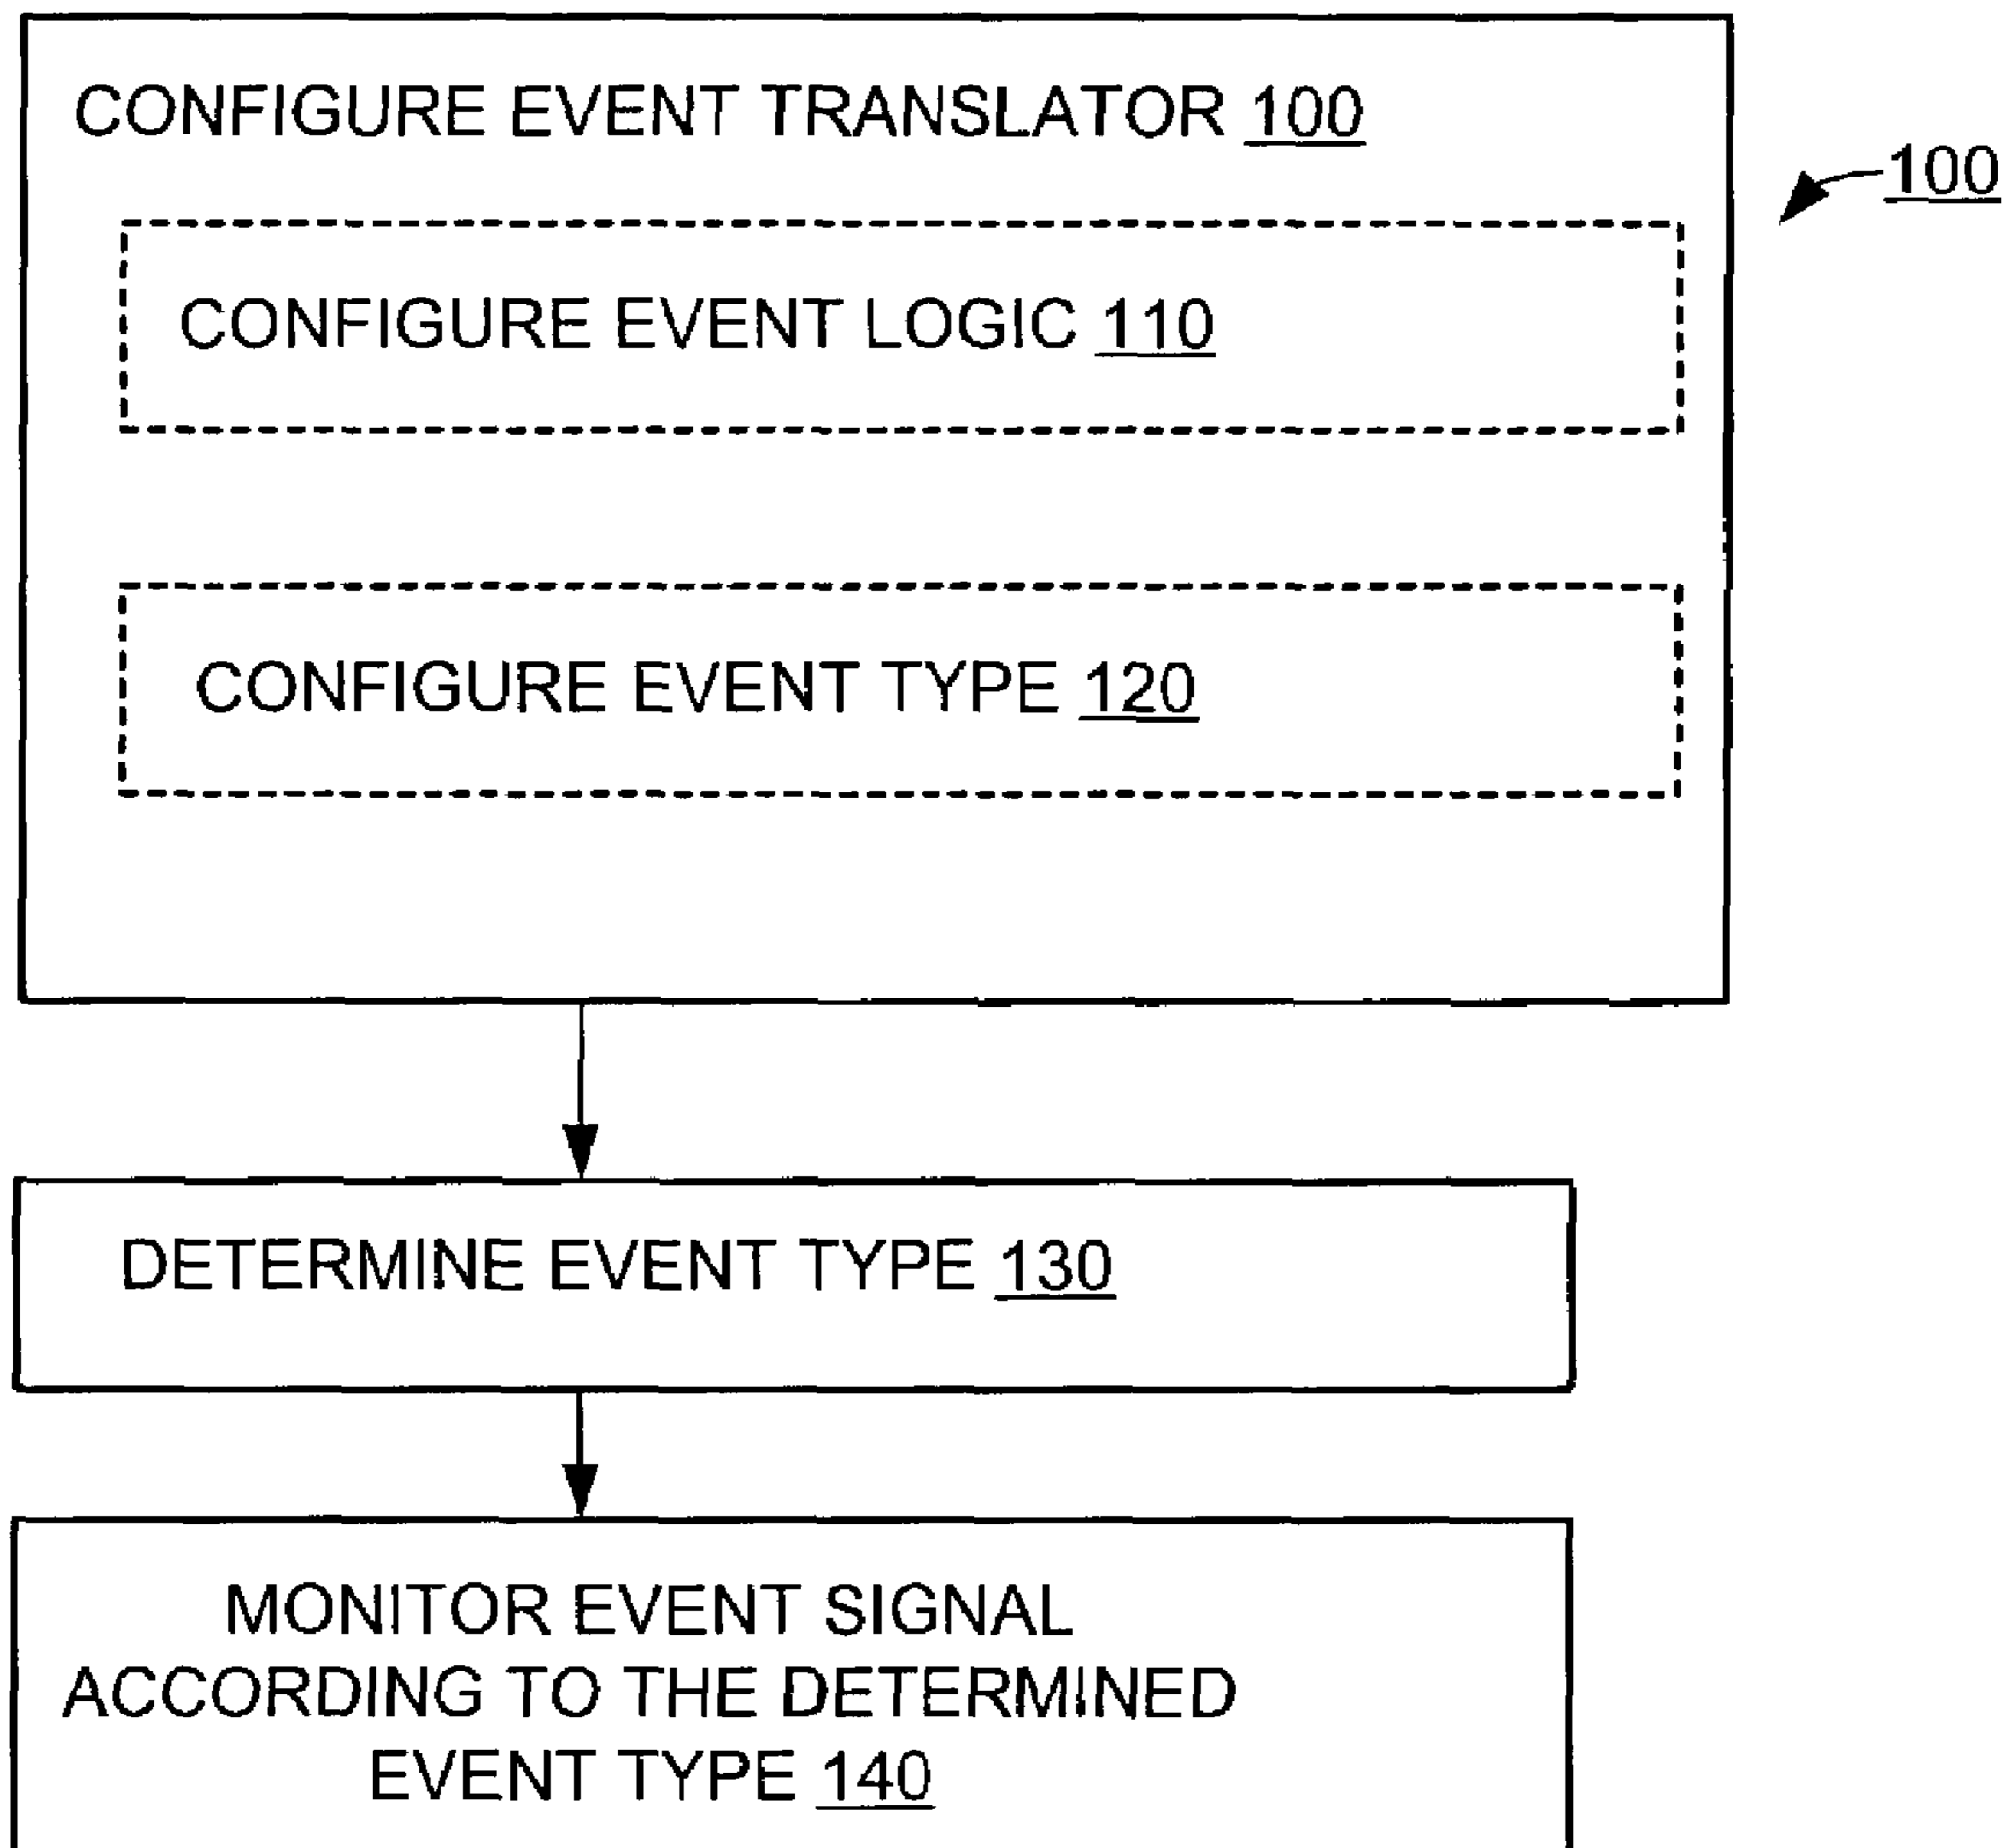 CONFIGURE EVENT TRANSLATOR 100
100
CONFIGURE EVENT LOGIC 110
CONFIGURE EVENT TYPE 120
DETERMINE EVENT TYPE 130
MONITOR EVENT SIGNAL
ACCORDING TO THE DETERMINED
EVENT TYPE 140